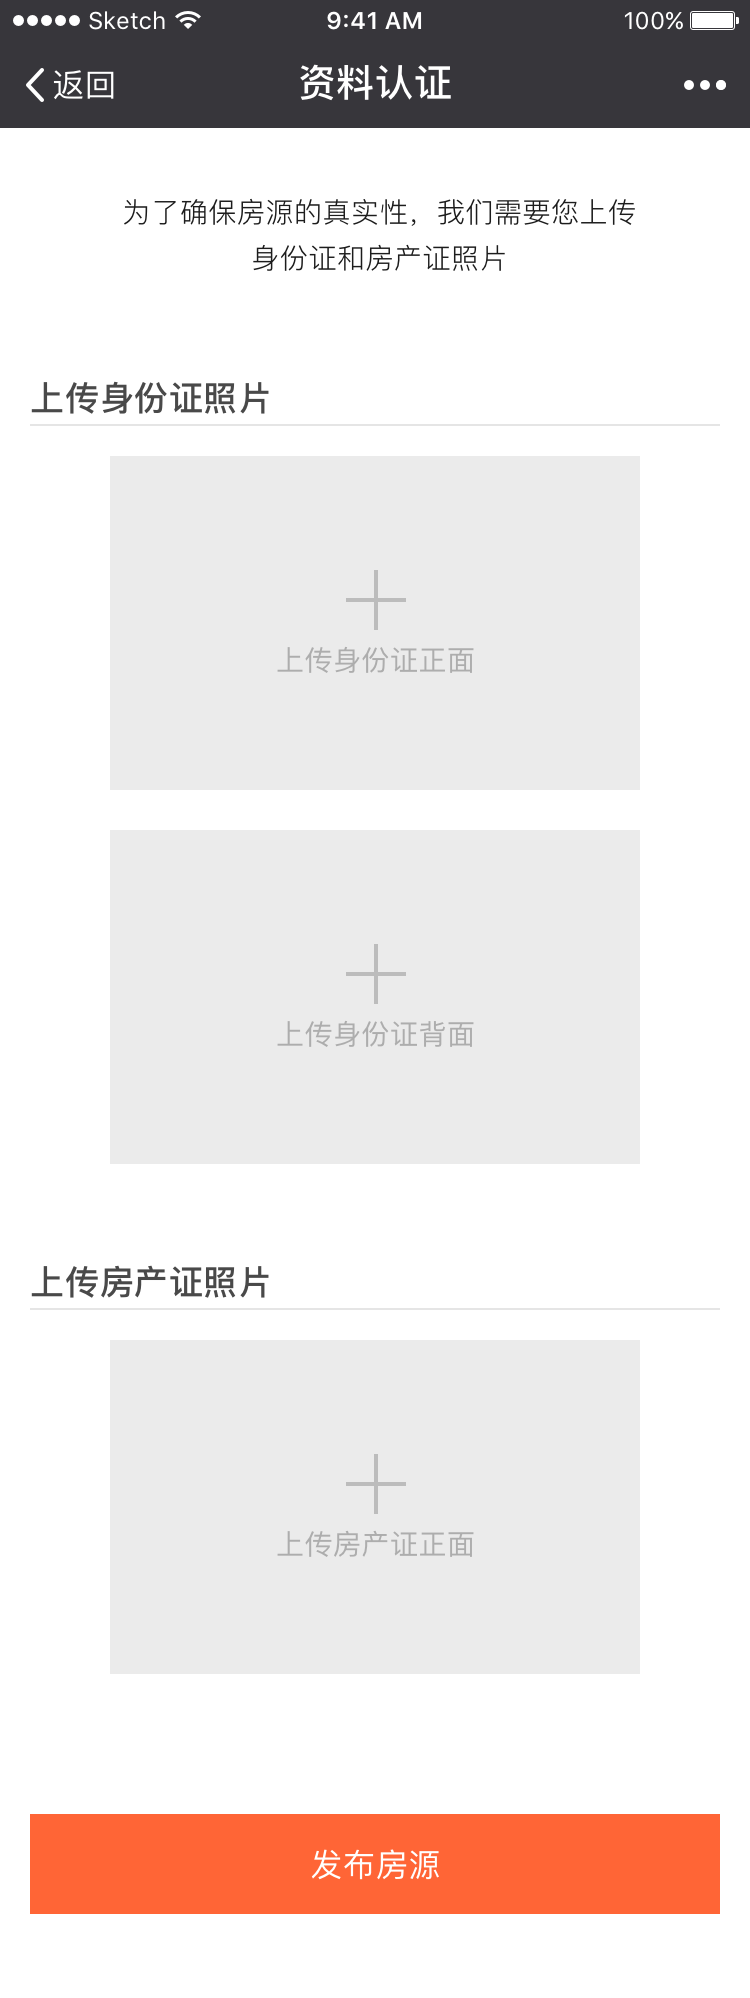 Sketch 9:41 AM 100%
返回 资料认证
为了确保房源的真实性，我们需要您上传
身份证和房产证照片
上传身份证照片
上传身份证正面
上传身份证背面
上传房产证照片
上传房产证正面
发布房源